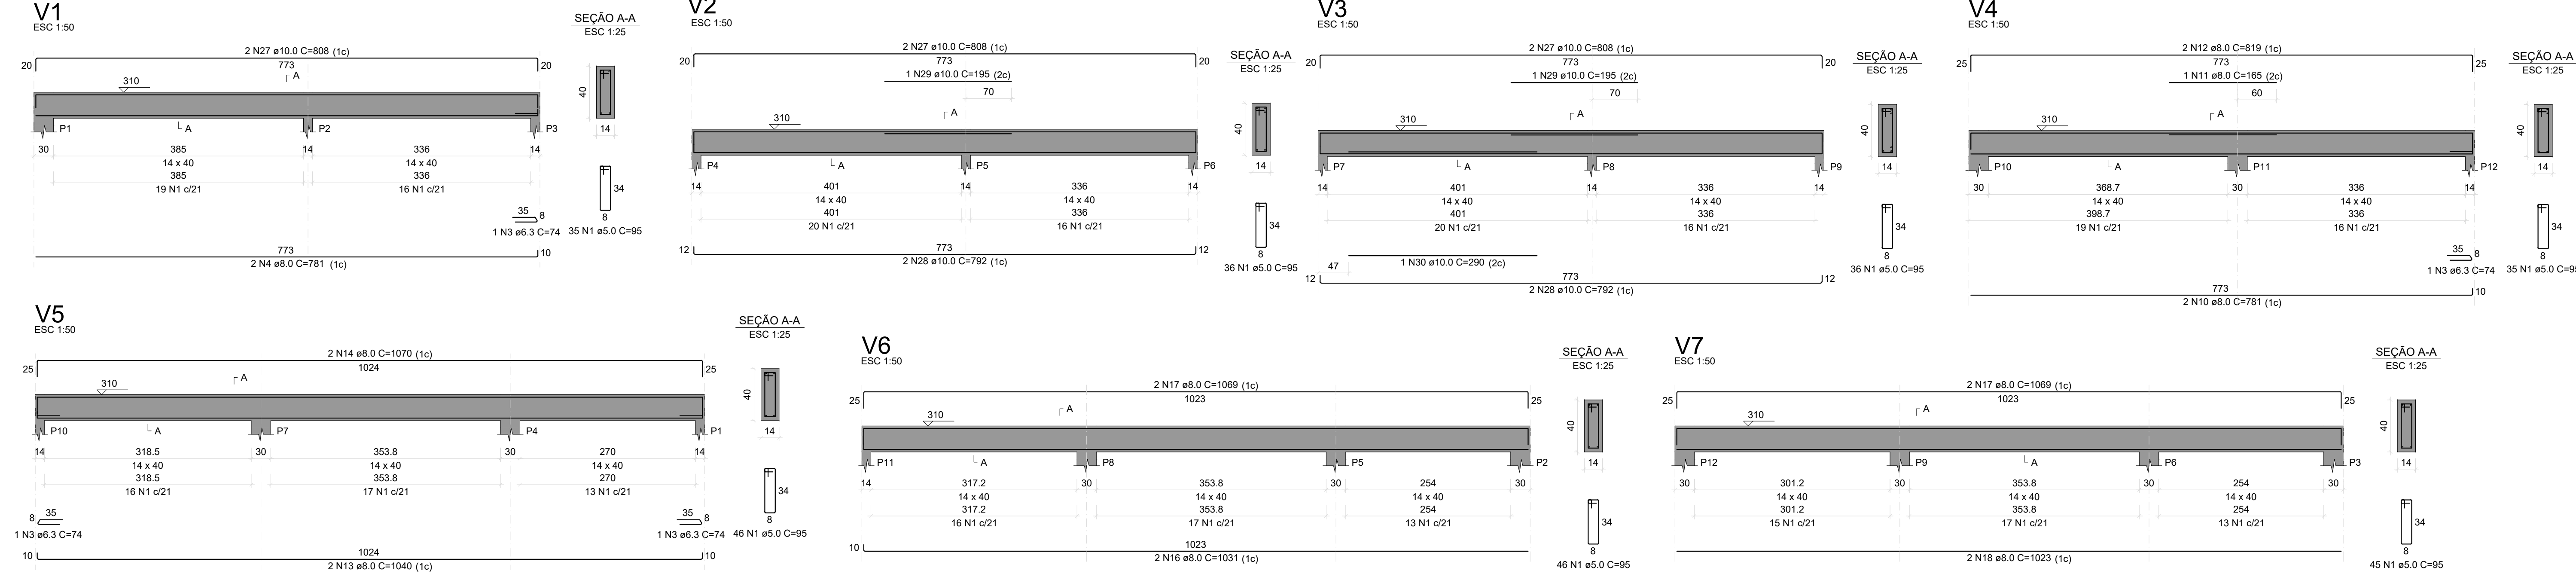 V1
ESC 1:50
SEÇÃO A-A
ESC 1:25
2 N27 ø10.0 C=808 (1c)
20 773 20
A
310
40
P1 A P2 P3
14
30 385 14 336 14
14 x 40 14 x 40
385 336
19 N1 c/21 16 N1 c/21
34
35 8
8
1 N3 ø6.3 C=74
35 N1 ø5.0 C=95
773 10
2 N4 ø8.0 C=781 (1c)
V2
ESC 1:50
SEÇÃO A-A
ESC 1:25
2 N27 ø10.0 C=808 (1c)
20 773 20
1 N29 ø10.0 C=195 (2c)
70
A
310
40
P4 A P5 P6
14
14 401 14 336 14
14 x 40 14 x 40
401 336
20 N1 c/21 16 N1 c/21
34
8
36 N1 ø5.0 C=95
12 773 12
2 N28 ø10.0 C=792 (1c)
V3
ESC 1:50
SEÇÃO A-A
ESC 1:25
2 N27 ø10.0 C=808 (1c)
20 773 20
1 N29 ø10.0 C=195 (2c)
70
A
310
40
P7 A P8 P9
14
14 401 14 336 14
14 x 40 14 x 40
401 336
20 N1 c/21 16 N1 c/21
34
8
36 N1 ø5.0 C=95
47 1 N30 ø10.0 C=290 (2c)
12 773 12
2 N28 ø10.0 C=792 (1c)
V4
ESC 1:50
SEÇÃO A-A
ESC 1:25
2 N12 ø8.0 C=819 (1c)
25 773 25
1 N11 ø8.0 C=165 (2c)
60
A
310
40
P10 A P11 P12
14
30 368.7 30 336 14
14 x 40 14 x 40
398.7 336
19 N1 c/21 16 N1 c/21
34
35 8
8
1 N3 ø6.3 C=74
35 N1 ø5.0 C=95
773 10
2 N10 ø8.0 C=781 (1c)
V5
ESC 1:50
SEÇÃO A-A
ESC 1:25
2 N14 ø8.0 C=1070 (1c)
25 1024 25
A
310
40
P10 A P7 P4 P1
14
14 318.5 30 353.8 30 270 14
14 x 40 14 x 40 14 x 40
318.5 353.8 270
16 N1 c/21 17 N1 c/21 13 N1 c/21
34
8 35 35 8
8
1 N3 ø6.3 C=74 1 N3 ø6.3 C=74
46 N1 ø5.0 C=95
10 1024 10
2 N13 ø8.0 C=1040 (1c)
V6
ESC 1:50
SEÇÃO A-A
ESC 1:25
2 N17 ø8.0 C=1069 (1c)
25 1023 25
A
310
40
P11 A P8 P5 P2
14
14 317.2 30 353.8 30 254 30
14 x 40 14 x 40 14 x 40
317.2 353.8 254
16 N1 c/21 17 N1 c/21 13 N1 c/21
34
8
46 N1 ø5.0 C=95
10 1023
2 N16 ø8.0 C=1031 (1c)
V7
ESC 1:50
SEÇÃO A-A
ESC 1:25
2 N17 ø8.0 C=1069 (1c)
25 1023 25
A
310
40
P12 P9 A P6 P3
14
30 301.2 30 353.8 30 254 30
14 x 40 14 x 40 14 x 40
301.2 353.8 254
15 N1 c/21 17 N1 c/21 13 N1 c/21
34
8
45 N1 ø5.0 C=95
2 N18 ø8.0 C=1023 (1c)